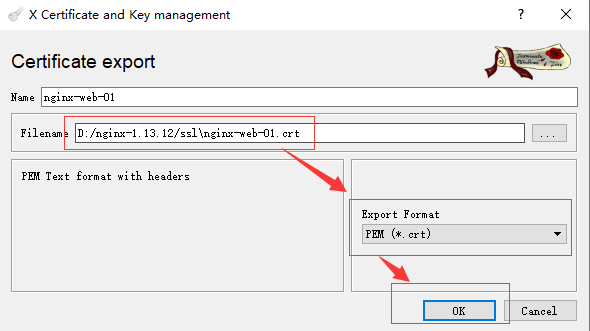 X Certificate and Key management
?
Certificate export
Name nginx-web-01
Filename D:/nginx-1.13.12/ssl\nginx-web-01.crt ...
PEM Text format with headers
Export Format
PEM (*.crt)
OK Cancel